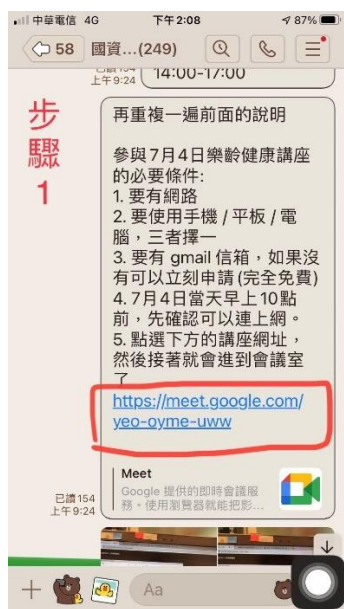 中華電信 4G
下午2:08
87%
58
國資...(249)
上午9:24
14:00-17:00
步
驟
1
再重複一遍前面的說明
參與7月4日樂齡健康講座
的必要條件:
1. 要有網路
2. 要使用手機 / 平板 / 電
腦,三者擇一
3. 要有 gmail 信箱,如果沒
有可以立刻申請(完全免費)
4. 7月4日當天早上10點
前,先確認可以連上網。
5. 點選下方的講座網址,
然後接著就會進到會議室
了
https://meet.google.com/
yeo-oyme-uww
Meet
Google 提供的即時會議服
務。使用瀏覽器就能把影...
已讀154
上午9:24
Aa